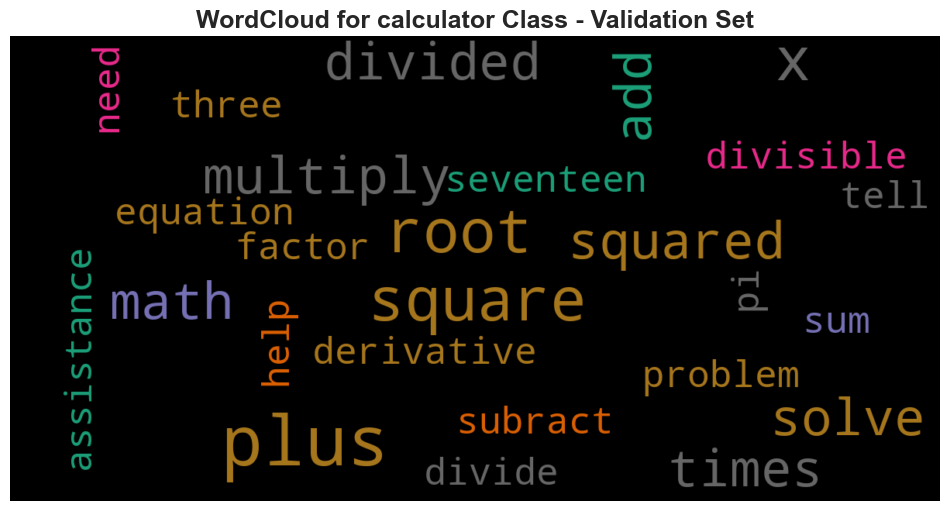 WordCloud for calculator Class - Validation Set
need
divided
add
x
three
divisible
multiply
seventeen
tell
equation
root
squared
factor
assistance
math
help
square
pi
sum
derivative
problem
plus
subract
solve
divide
times